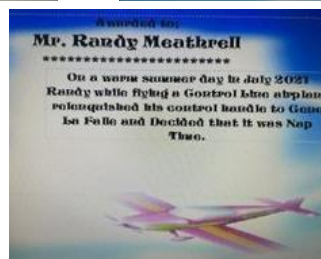 Awarded to:
Mr. Randy Meathrell
************************
On a warm summer day in July 2021
Randy while flying a Control Line airplane
relenquished his control handle to Gene
La Falle and Decided that it was Nap
Time.